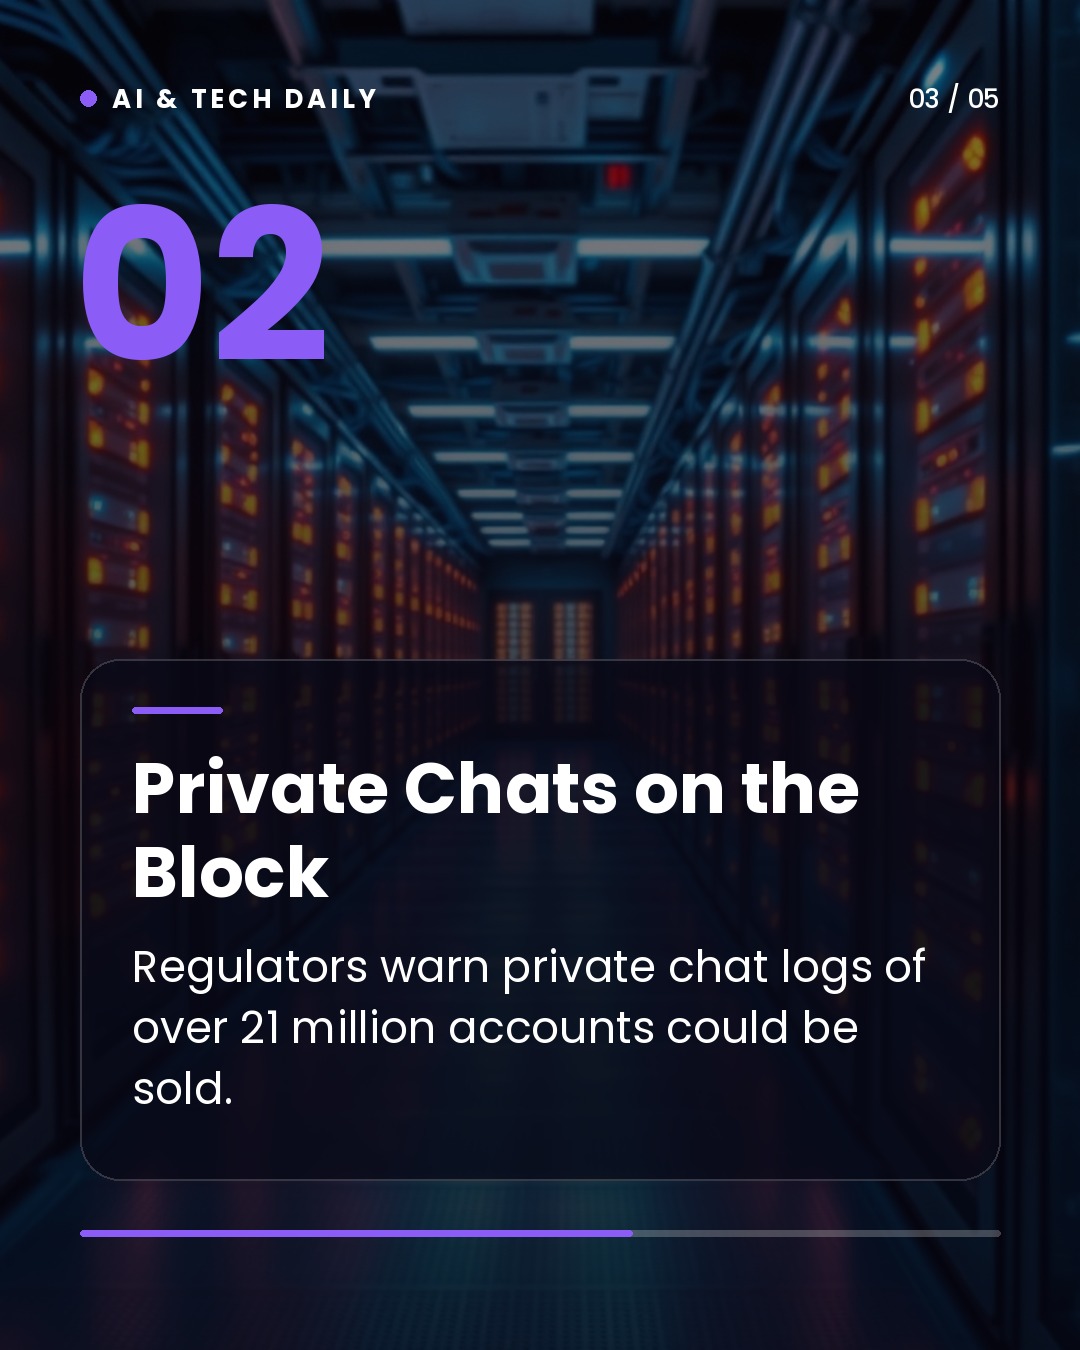 AI & TECH DAILY
03 / 05
02
Private Chats on the
Block
Regulators warn private chat logs of
over 21 million accounts could be
sold.